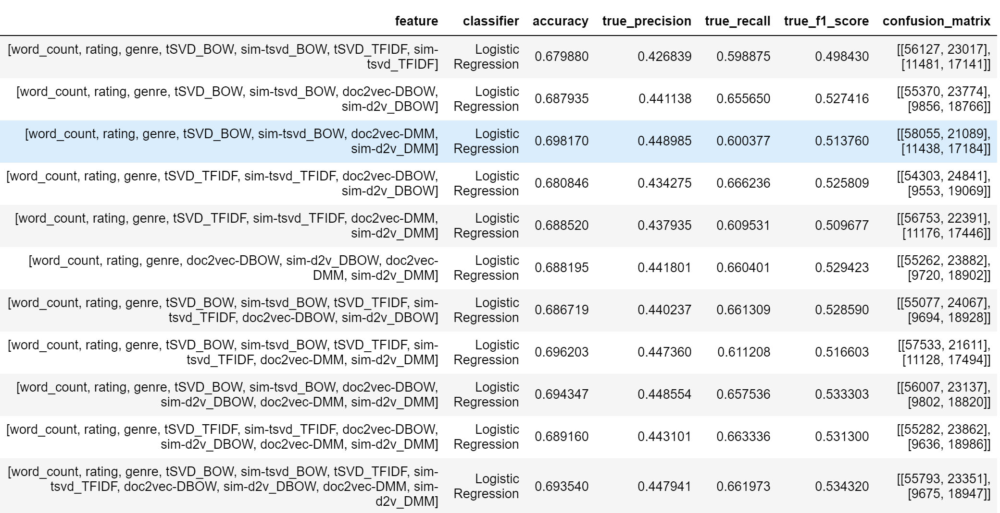 feature classifier accuracy true_precision true_recall true_f1_score confusion_matrix
[word_count, rating, genre, tSVD_BOW, sim-tsvd_BOW, tSVD_TFIDF, sim-
tsvd_TFIDF]
Logistic
Regression
0.679880 0.426839 0.598875 0.498430
[[56127, 23017],
[11481, 17141]]
[word_count, rating, genre, tSVD_BOW, sim-tsvd_BOW, doc2vec-DBOW,
sim-d2v_DBOW]
Logistic
Regression
0.687935 0.441138 0.655650 0.527416
[[55370, 23774],
[9856, 18766]]
[word_count, rating, genre, tSVD_BOW, sim-tsvd_BOW, doc2vec-DMM,
sim-d2v_DMM]
Logistic
Regression
0.698170 0.448985 0.600377 0.513760
[[58055, 21089],
[11438, 17184]]
[word_count, rating, genre, tSVD_TFIDF, sim-tsvd_TFIDF, doc2vec-DBOW,
sim-d2v_DBOW]
Logistic
Regression
0.680846 0.434275 0.666236 0.525809
[[54303, 24841],
[9553, 19069]]
[word_count, rating, genre, tSVD_TFIDF, sim-tsvd_TFIDF, doc2vec-DMM,
sim-d2v_DMM]
Logistic
Regression
0.688520 0.437935 0.609531 0.509677
[[56753, 22391],
[11176, 17446]]
[word_count, rating, genre, doc2vec-DBOW, sim-d2v_DBOW, doc2vec-
DMM, sim-d2v_DMM]
Logistic
Regression
0.688195 0.441801 0.660401 0.529423
[[55262, 23882],
[9720, 18902]]
[word_count, rating, genre, tSVD_BOW, sim-tsvd_BOW, tSVD_TFIDF, sim-
tsvd_TFIDF, doc2vec-DBOW, sim-d2v_DBOW]
Logistic
Regression
0.686719 0.440237 0.661309 0.528590
[[55077, 24067],
[9694, 18928]]
[word_count, rating, genre, tSVD_BOW, sim-tsvd_BOW, tSVD_TFIDF, sim-
tsvd_TFIDF, doc2vec-DMM, sim-d2v_DMM]
Logistic
Regression
0.696203 0.447360 0.611208 0.516603
[[57533, 21611],
[11128, 17494]]
[word_count, rating, genre, tSVD_BOW, sim-tsvd_BOW, doc2vec-DBOW,
sim-d2v_DBOW, doc2vec-DMM, sim-d2v_DMM]
Logistic
Regression
0.694347 0.448554 0.657536 0.533303
[[56007, 23137],
[9802, 18820]]
[word_count, rating, genre, tSVD_TFIDF, sim-tsvd_TFIDF, doc2vec-DBOW,
sim-d2v_DBOW, doc2vec-DMM, sim-d2v_DMM]
Logistic
Regression
0.689160 0.443101 0.663336 0.531300
[[55282, 23862],
[9636, 18986]]
[word_count, rating, genre, tSVD_BOW, sim-tsvd_BOW, tSVD_TFIDF, sim-
tsvd_TFIDF, doc2vec-DBOW, sim-d2v_DBOW, doc2vec-DMM, sim-
d2v_DMM]
Logistic
Regression
0.693540 0.447941 0.661973 0.534320
[[55793, 23351],
[9675, 18947]]